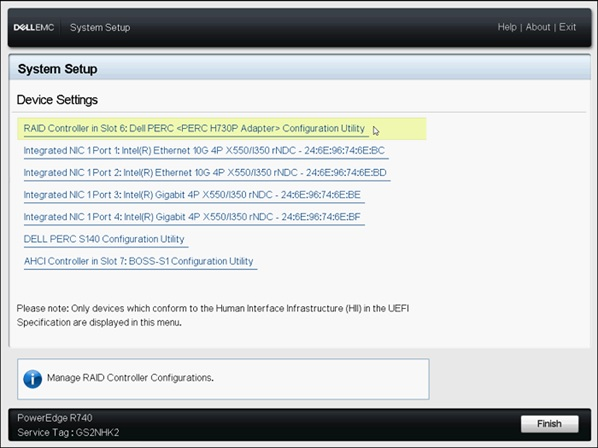 DELLEMC System Setup Help | About | Exit
System Setup
Device Settings
RAID Controller in Slot 6: Dell PERC <PERC H730P Adapter> Configuration Utility
Integrated NIC 1 Port 1: Intel(R) Ethernet 10G 4P X550/I350 rNDC - 24:6E:96:74:6E:BC
Integrated NIC 1 Port 2: Intel(R) Ethernet 10G 4P X550/I350 rNDC - 24:6E:96:74:6E:BD
Integrated NIC 1 Port 3: Intel(R) Gigabit 4P X550/I350 rNDC - 24:6E:96:74:6E:BE
Integrated NIC 1 Port 4: Intel(R) Gigabit 4P X550/I350 rNDC - 24:6E:96:74:6E:BF
DELL PERC S140 Configuration Utility
AHCI Controller in Slot 7: BOSS-S1 Configuration Utility
Please note: Only devices which conform to the Human Interface Infrastructure (HII) in the UEFI
Specification are displayed in this menu.
Manage RAID Controller Configurations.
PowerEdge R740
Service Tag : GS2NHK2
Finish